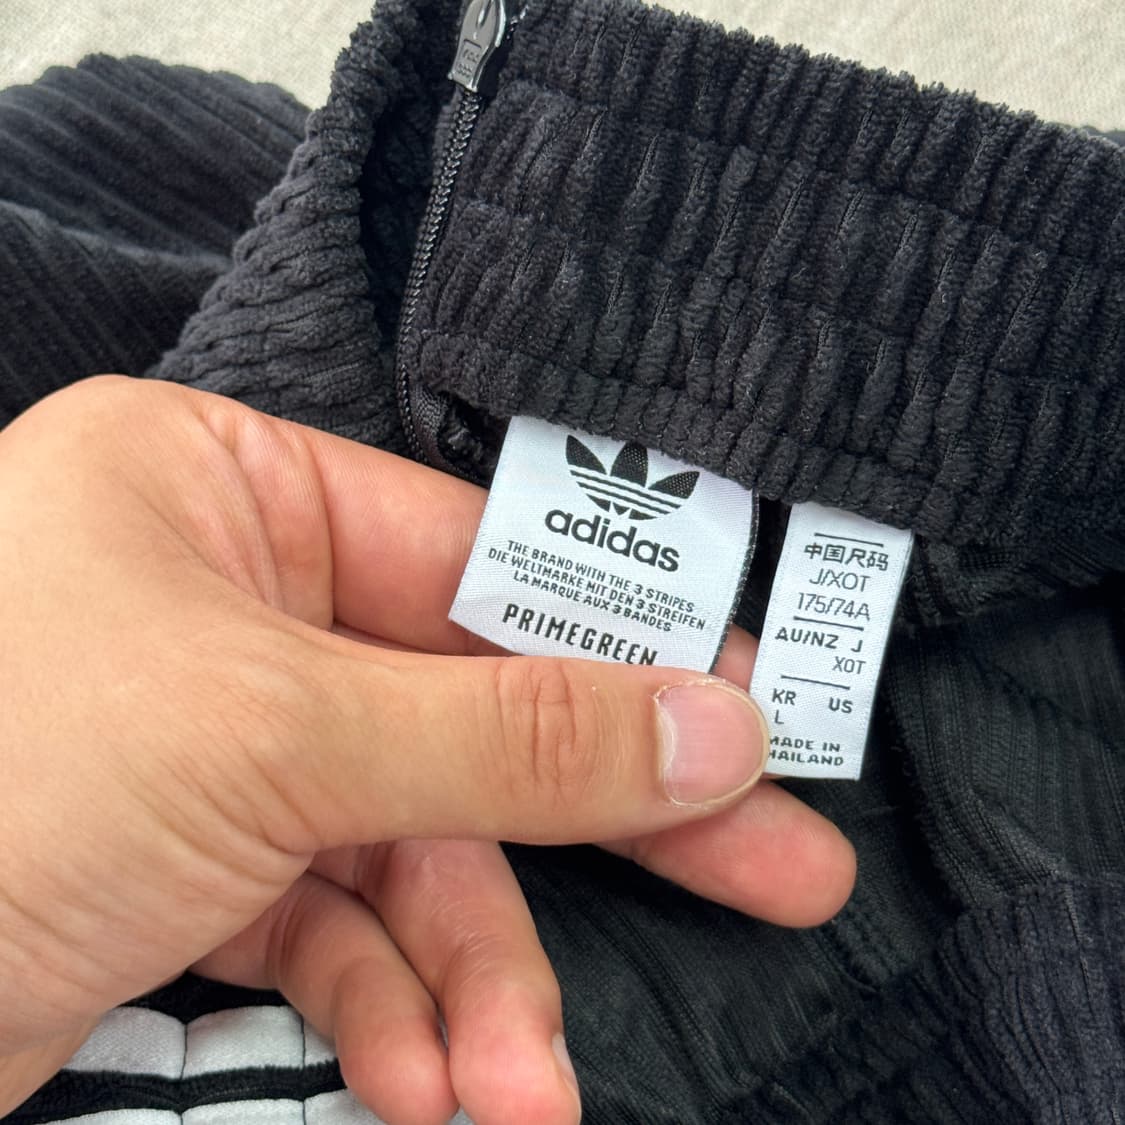 adidas
THE BRAND WITH THE 3 STRIPES
DIE WELTMARKE MIT DEN 3 STREIFEN
LA MARQUE AUX 3 BANDES
PRIMEGREEN
中国尺码
J/XOT
175/74A
AU/NZ J
XOT
KR US
L
MADE IN
HAILAND